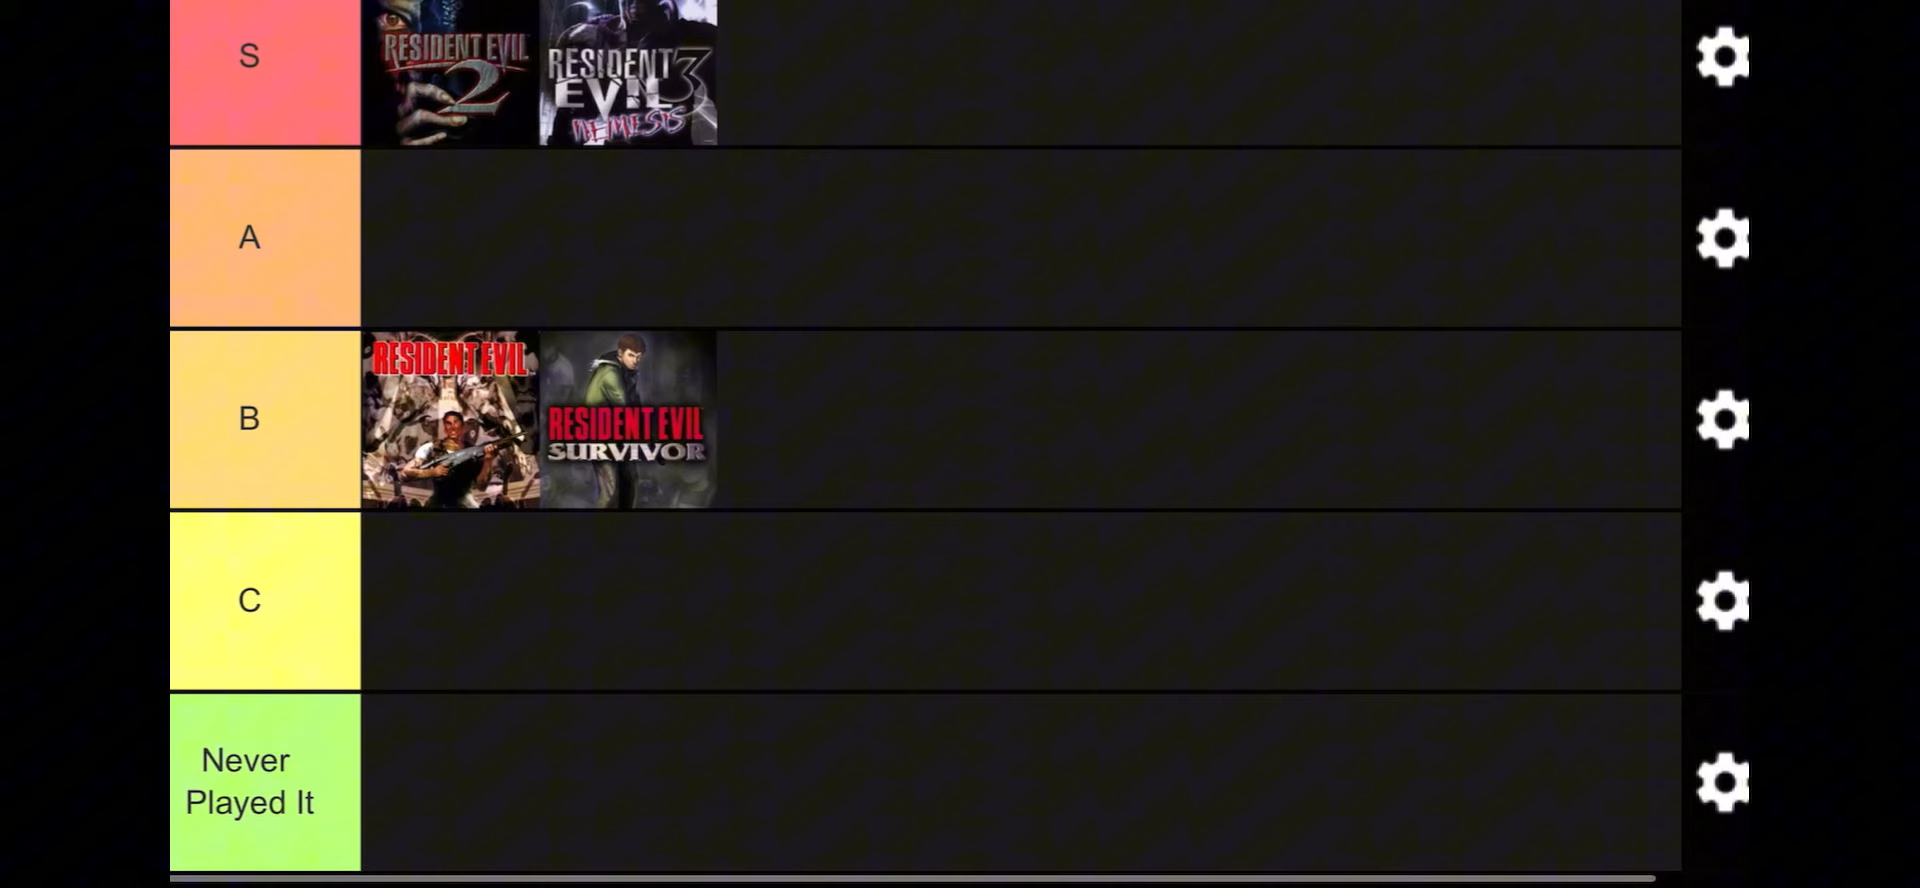 S
RESIDENT EVIL
2
RESIDENT
EVIL 3
NEMESIS
A
B
RESIDENT EVIL
RESIDENT EVIL
SURVIVOR
C
Never
Played It